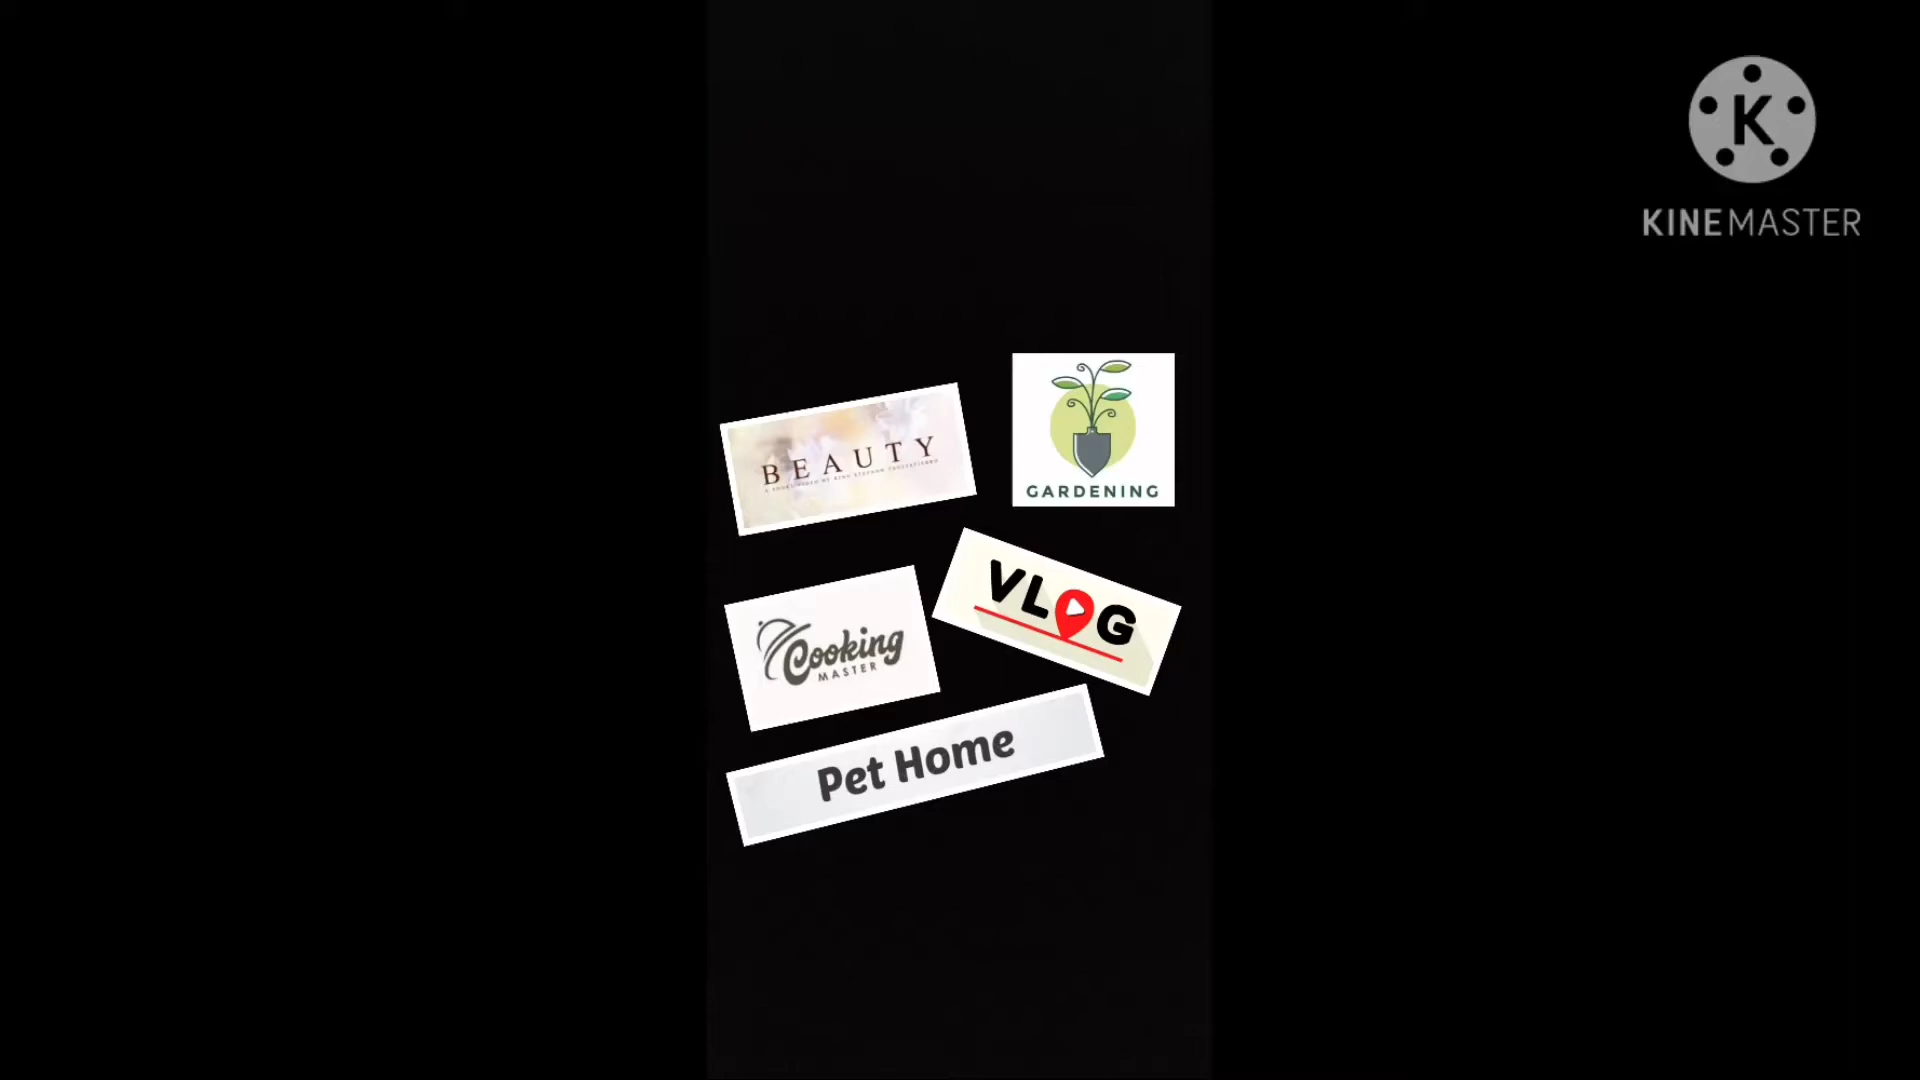 K
KINEMASTER
BEAUTY
GARDENING
VLOG
Cooking
MASTER
Pet Home